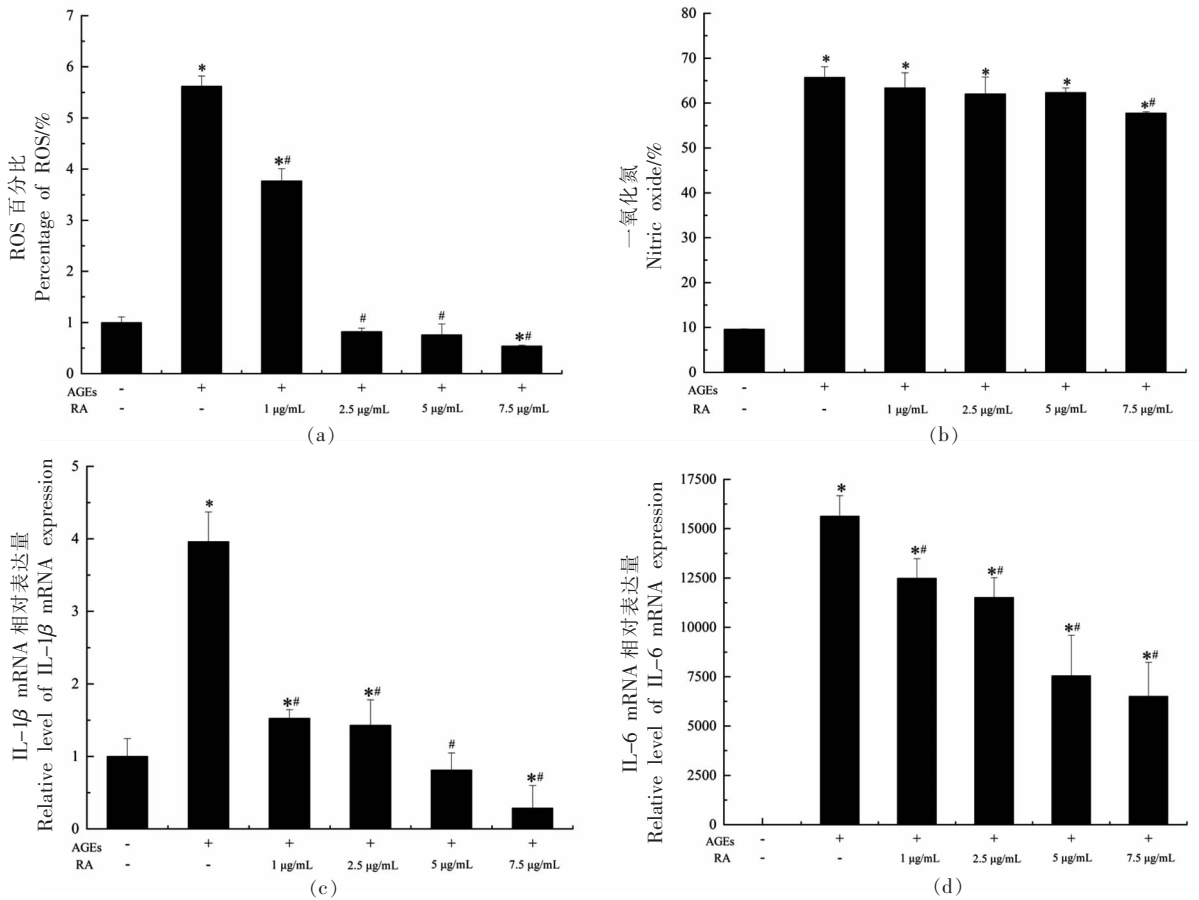 ROS 百分比
Percentage of ROS/%
7
6
5
4
3
2
1
0
*
*#
#
#
*#
AGEs - + + + + +
RA - - 1 μg/mL 2.5 μg/mL 5 μg/mL 7.5 μg/mL
(a)
一氧化氮
Nitric oxide/%
80
70
60
50
40
30
20
10
0
*
*
*
*
*#
AGEs - + + + + +
RA - - 1 μg/mL 2.5 μg/mL 5 μg/mL 7.5 μg/mL
(b)
IL-1β mRNA 相对表达量
Relative level of IL-1β mRNA expression
5
4
3
2
1
0
*
*#
*#
#
*#
AGEs - + + + + +
RA - - 1 μg/mL 2.5 μg/mL 5 μg/mL 7.5 μg/mL
(c)
IL-6 mRNA 相对表达量
Relative level of IL-6 mRNA expression
17500
15000
12500
10000
7500
5000
2500
0
*
*#
*#
*#
*#
AGEs - + + + + +
RA - - 1 μg/mL 2.5 μg/mL 5 μg/mL 7.5 μg/mL
(d)